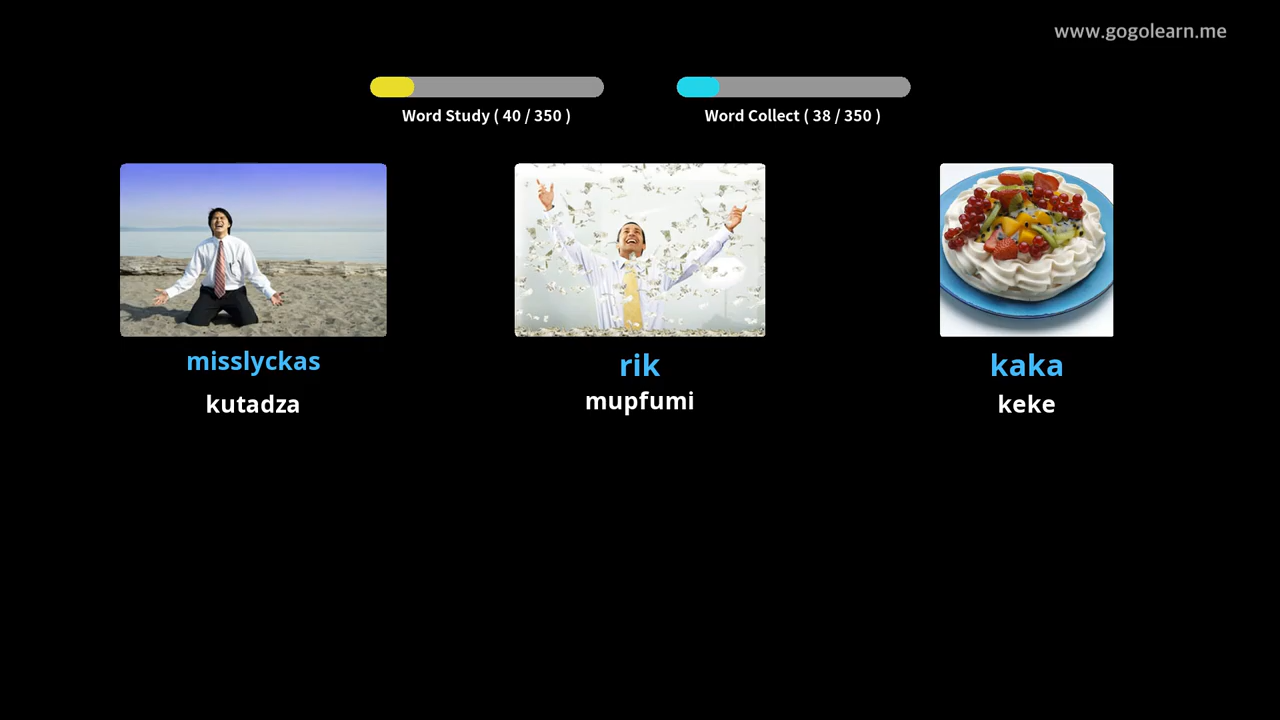 www.gogolearn.me
Word Study ( 40 / 350 )
Word Collect ( 38 / 350 )
misslyckas
kutadza
rik
mupfumi
kaka
keke